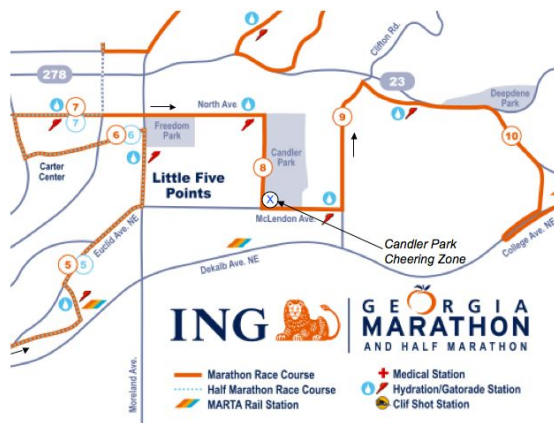 Clifton Rd.
278
23
Deepdene
Park
7
North Ave
7
9
6
6
Freedom
Park
10
Candler
Park
8
Carter
Center
Little Five
Points
X
McLendon Ave.
Euclid Ave. NE
College Ave. NE
Candler Park
Cheering Zone
5
5
Dekalb Ave. NE
Moreland Ave. NE
ING
GEORGIA
MARATHON
AND HALF MARATHON
Marathon Race Course
Half Marathon Race Course
MARTA Rail Station
Medical Station
Hydration/Gatorade Station
Clif Shot Station